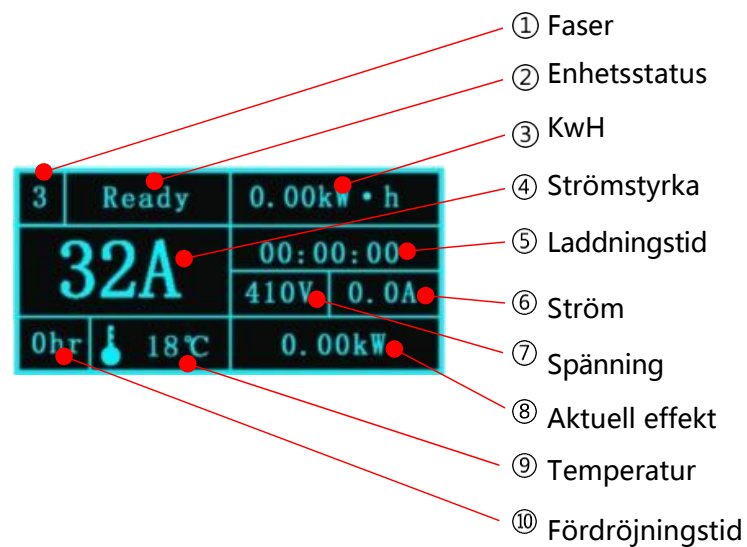 ① Faser
② Enhetsstatus
③ KwH
④ Strömstyrka
⑤ Laddningstid
⑥ Ström
⑦ Spänning
⑧ Aktuell effekt
⑨ Temperatur
⑩ Fördröjningstid
3 Ready 0.00kW·h
32A
00:00:00
410V 0.0A
0hr 18℃ 0.00kW